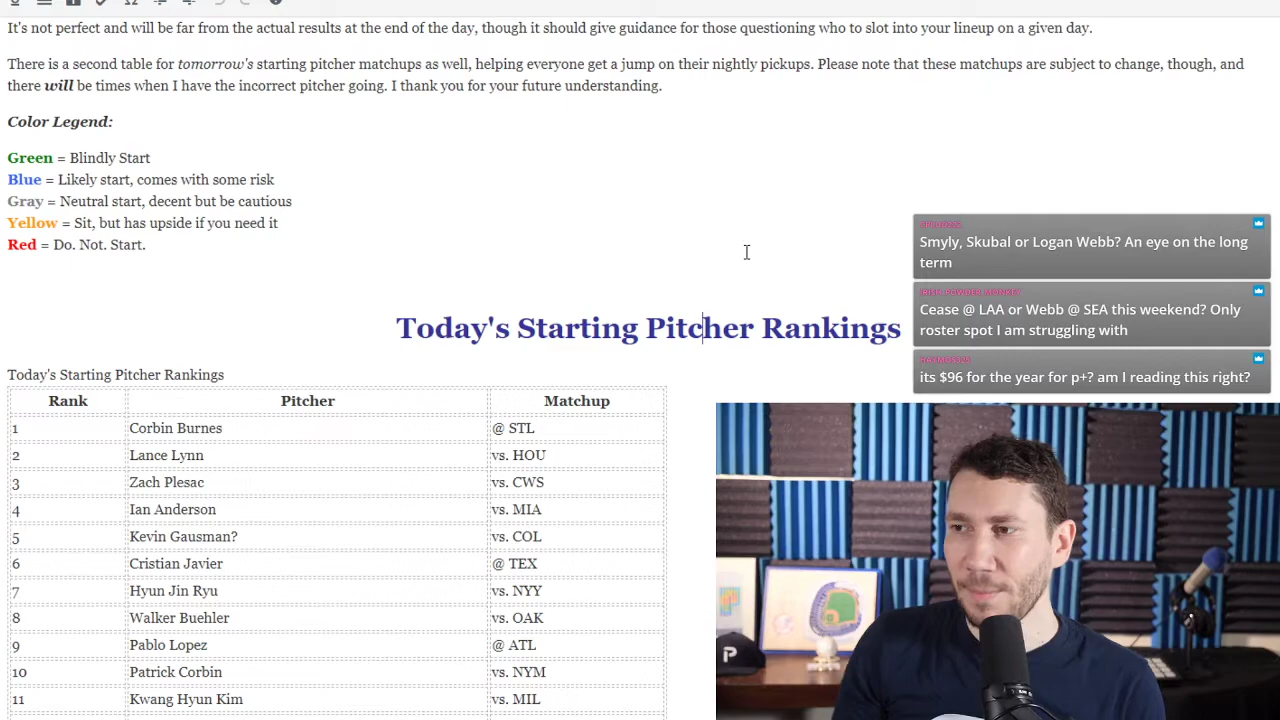 It's not perfect and will be far from the actual results at the end of the day, though it should give guidance for those questioning who to slot into your lineup on a given day.
There is a second table for tomorrow's starting pitcher matchups as well, helping everyone get a jump on their nightly pickups. Please note that these matchups are subject to change, though, and
there will be times when I have the incorrect pitcher going. I thank you for your future understanding.
Color Legend:
Green = Blindly Start
Blue = Likely start, comes with some risk
Gray = Neutral start, decent but be cautious
Yellow = Sit, but has upside if you need it
Red = Do. Not. Start.
Smyly, Skubal or Logan Webb? An eye on the long
term
IRISH POWDER MONKEY
Cease @ LAA or Webb @ SEA this weekend? Only
roster spot I am struggling with
its $96 for the year for p+? am I reading this right?
Today's Starting Pitcher Rankings
Today's Starting Pitcher Rankings
Rank Pitcher Matchup
1 Corbin Burnes @ STL
2 Lance Lynn vs. HOU
3 Zach Plesac vs. CWS
4 Ian Anderson vs. MIA
5 Kevin Gausman? vs. COL
6 Cristian Javier @ TEX
7 Hyun Jin Ryu vs. NYY
8 Walker Buehler vs. OAK
9 Pablo Lopez @ ATL
10 Patrick Corbin vs. NYM
11 Kwang Hyun Kim vs. MIL